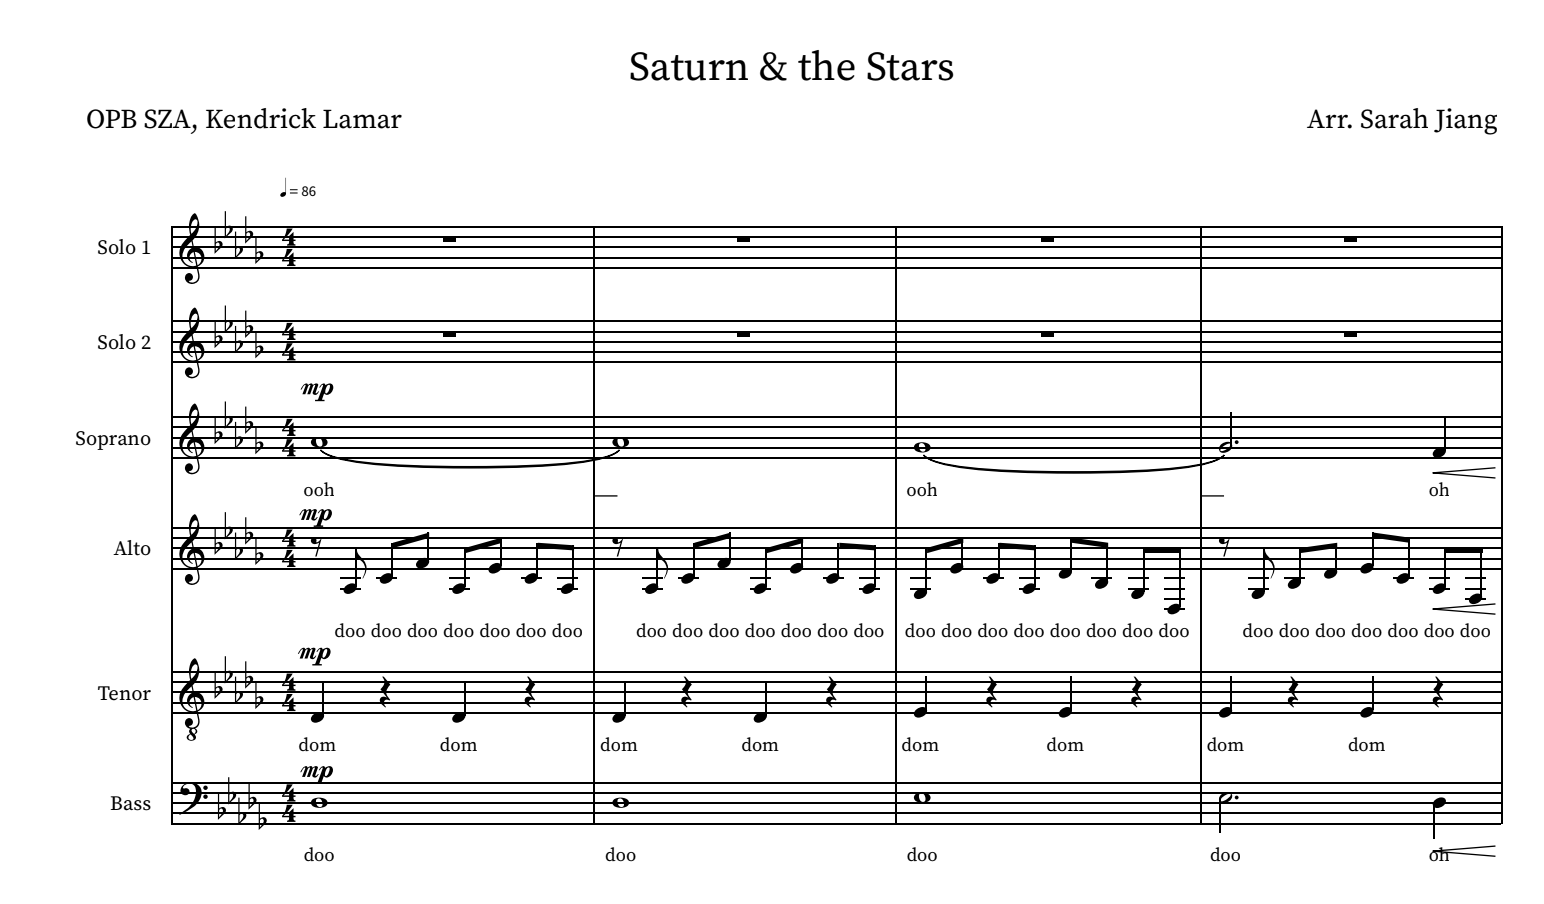 Saturn & the Stars
OPB SZA, Kendrick Lamar
Arr. Sarah Jiang
♩= 86
Solo 1
Solo 2
mp
Soprano
ooh ooh oh
mp
Alto
doo doo doo doo doo doo doo doo doo doo doo doo doo doo doo doo doo doo doo doo doo doo doo doo doo doo doo doo doo
mp
Tenor
dom dom dom dom dom dom dom dom
mp
Bass
doo doo doo doo oh